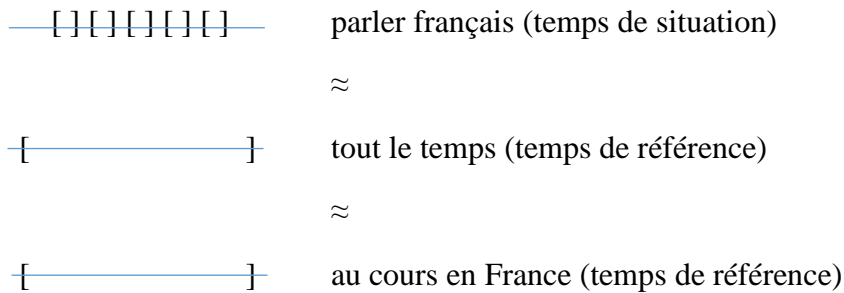 [ ] [ ] [ ] [ ] [ ] parler français (temps de situation)
≈
[ ] tout le temps (temps de référence)
≈
[ ] au cours en France (temps de référence)